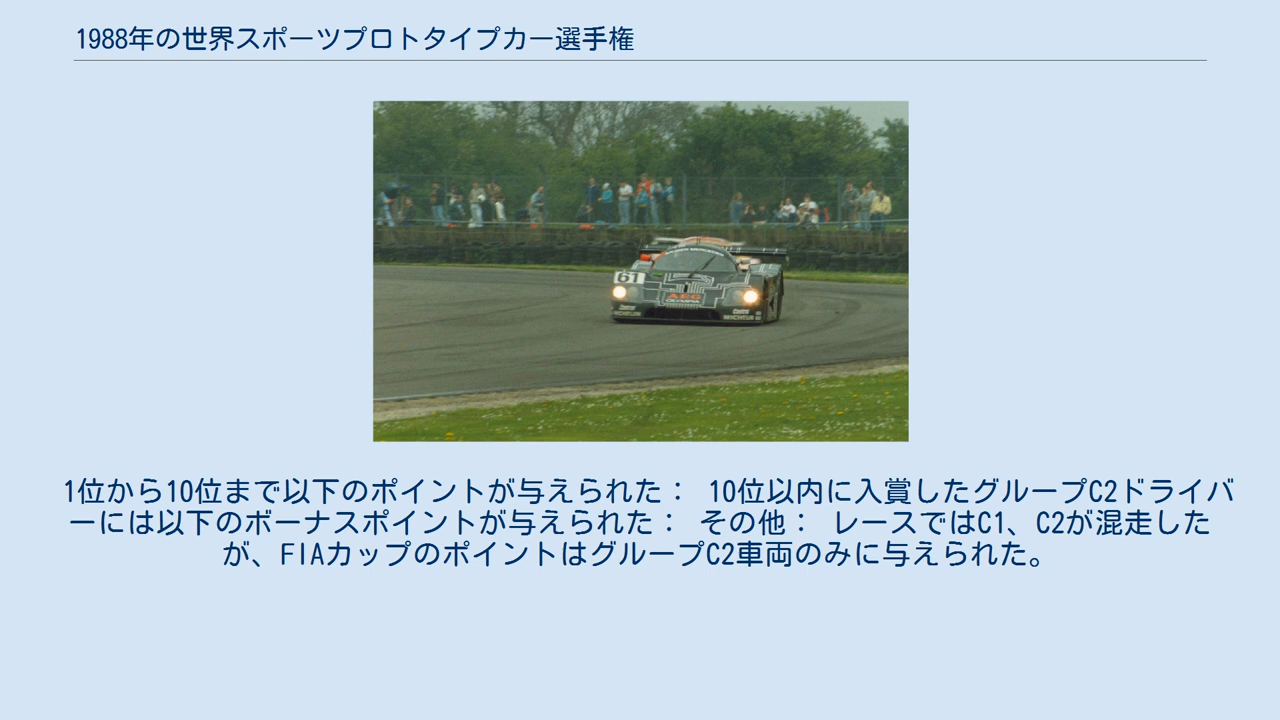 1988年の世界スポーツプロトタイプカー選手権
61
AEG
OLYMPIA
MICHELIN
1位から10位まで以下のポイントが与えられた： 10位以内に入賞したグループC2ドライバ
ーには以下のボーナスポイントが与えられた： その他： レースではC1、C2が混走した
が、FIAカップのポイントはグループC2車両のみに与えられた。